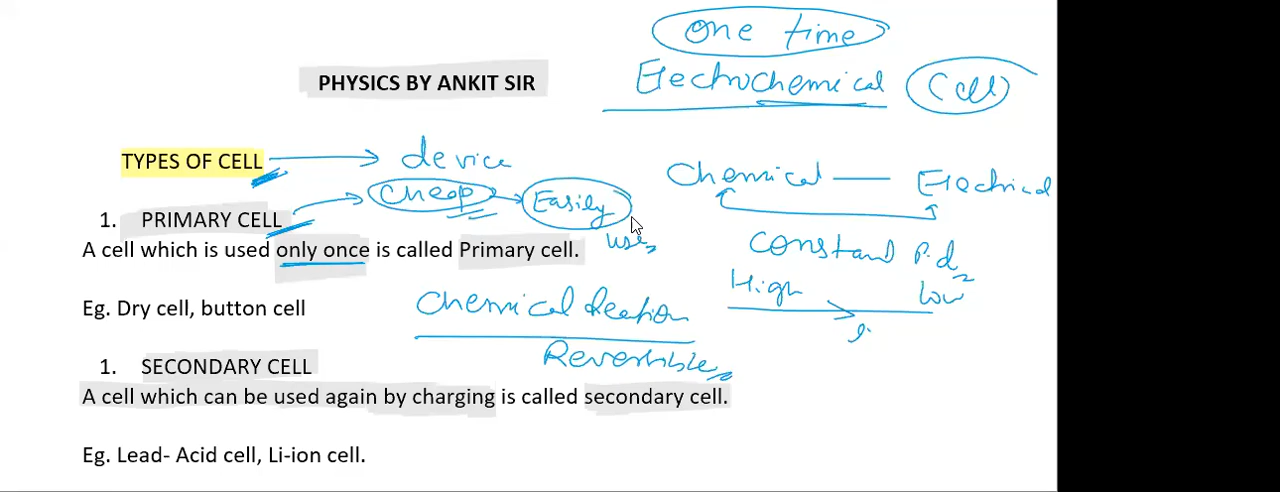 One time
PHYSICS BY ANKIT SIR
Electrochemical Cell
TYPES OF CELL device
Chemical — Electrical
Cheap Easily
1. PRIMARY CELL
use
A cell which is used only once is called Primary cell.
Constant P.d
High low
Eg. Dry cell, button cell
Chemical Reaction
Reversible
1. SECONDARY CELL
A cell which can be used again by charging is called secondary cell.
Eg. Lead- Acid cell, Li-ion cell.